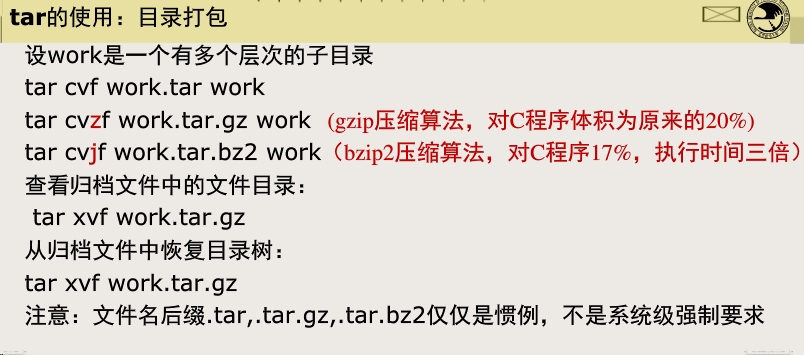 tar的使用：目录打包
设work是一个有多个层次的子目录
tar cvf work.tar work
tar cvzf work.tar.gz work (gzip压缩算法，对C程序体积为原来的20%)
tar cvjf work.tar.bz2 work（bzip2压缩算法，对C程序17%，执行时间三倍）
查看归档文件中的文件目录：
tar xvf work.tar.gz
从归档文件中恢复目录树：
tar xvf work.tar.gz
注意：文件名后缀.tar,.tar.gz,.tar.bz2仅仅是惯例，不是系统级强制要求